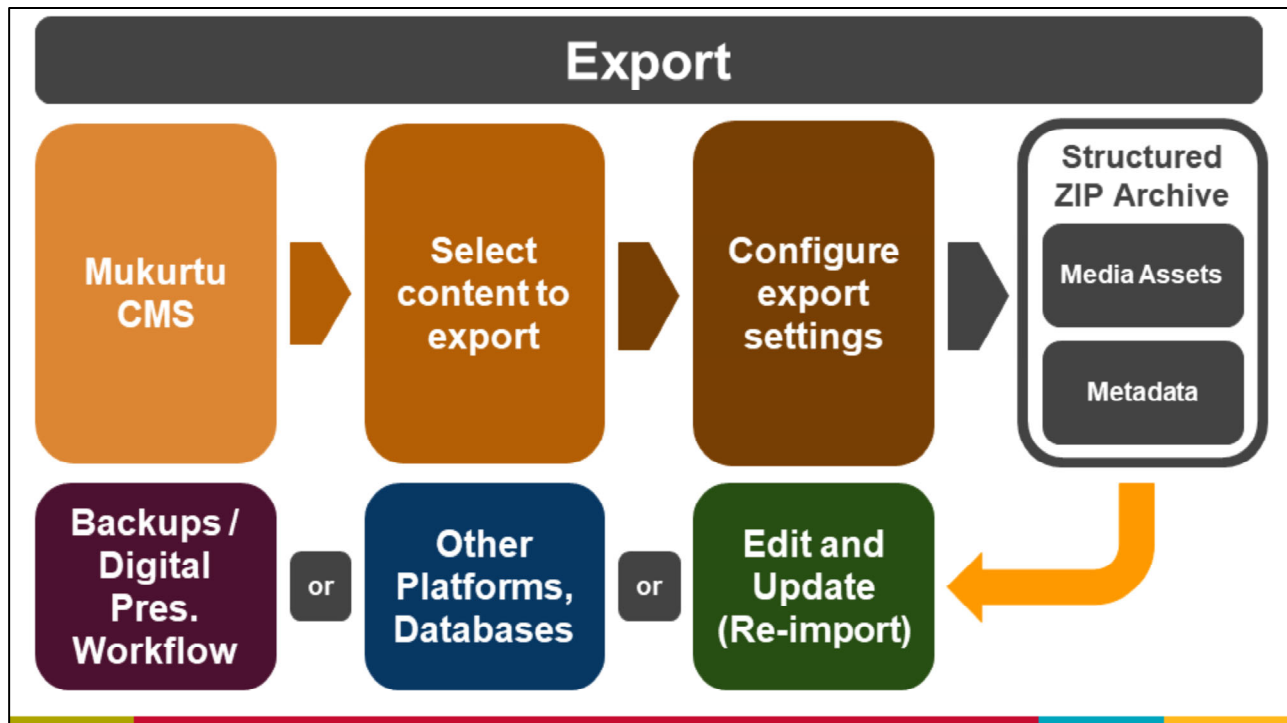 Export
Mukurtu
CMS
Select
content to
export
Configure
export
settings
Structured
ZIP Archive
Media Assets
Metadata
Backups /
Digital
Pres.
Workflow
or
Other
Platforms,
Databases
or
Edit and
Update
(Re-import)